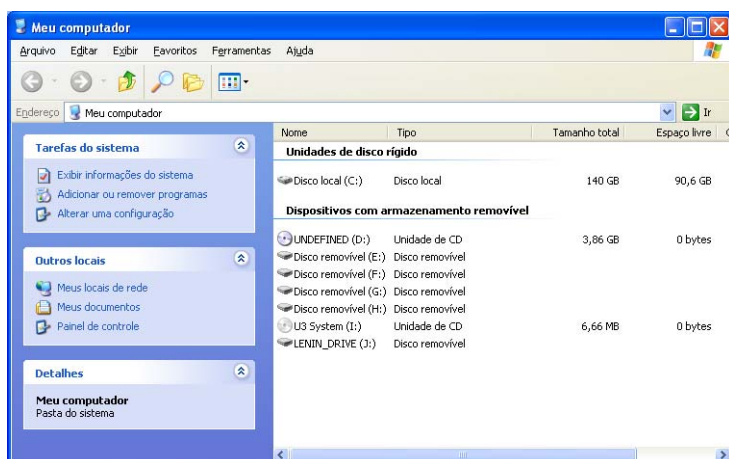 Meu computador
Arquivo Editar Exibir Favoritos Ferramentas Ajuda
Endereço Meu computador Ir
Tarefas do sistema
Exibir informações do sistema
Adicionar ou remover programas
Alterar uma configuração
Outros locais
Meus locais de rede
Meus documentos
Painel de controle
Detalhes
Meu computador
Pasta do sistema
Nome Tipo Tamanho total Espaço livre
Unidades de disco rígido
Disco local (C:) Disco local 140 GB 90,6 GB
Dispositivos com armazenamento removível
UNDEFINED (D:) Unidade de CD 3,86 GB 0 bytes
Disco removível (E:) Disco removível
Disco removível (F:) Disco removível
Disco removível (G:) Disco removível
Disco removível (H:) Disco removível
U3 System (I:) Unidade de CD 6,66 MB 0 bytes
LENIN_DRIVE (J:) Disco removível